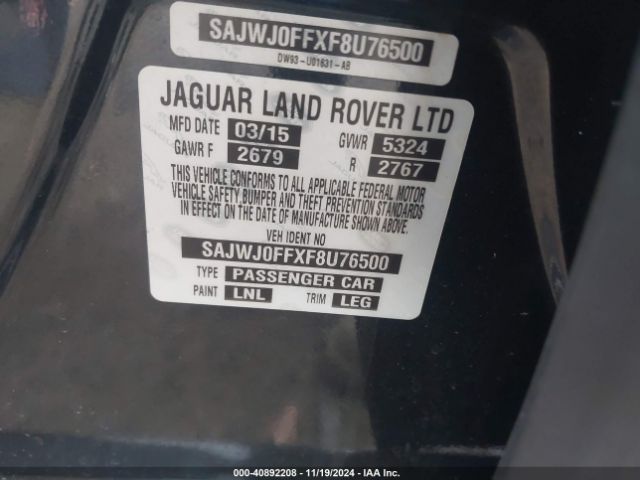 SAJWJ0FFXF8U76500
DW93-U01631-AB
JAGUAR LAND ROVER LTD
MFD DATE 03/15 GVWR 5324
GAWR F 2679 R 2767
THIS VEHICLE CONFORMS TO ALL APPLICABLE FEDERAL MOTOR
VEHICLE SAFETY BUMPER AND THEFT PREVENTION STANDARDS
IN EFFECT ON THE DATE OF MANUFACTURE SHOWN ABOVE.
VEH IDENT NO
SAJWJ0FFXF8U76500
TYPE PASSENGER CAR
PAINT LNL TRIM LEG
000-40892208 - 11/19/2024 - IAA Inc.